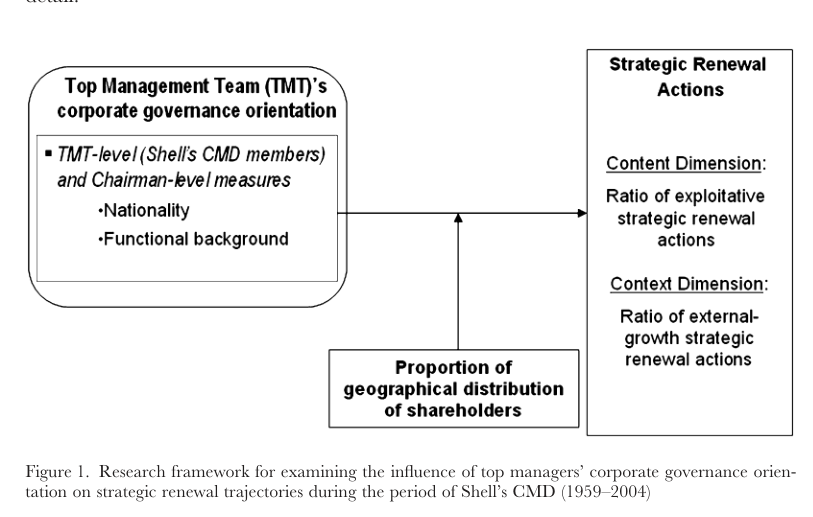 detail.
Top Management Team (TMT)'s
corporate governance orientation
▪ TMT-level (Shell's CMD members)
and Chairman-level measures
•Nationality
•Functional background
Strategic Renewal
Actions
Content Dimension:
Ratio of exploitative
strategic renewal
actions
Context Dimension:
Ratio of external-
growth strategic
renewal actions
Proportion of
geographical distribution
of shareholders
Figure 1. Research framework for examining the influence of top managers' corporate governance orien-
tation on strategic renewal trajectories during the period of Shell's CMD (1959–2004)